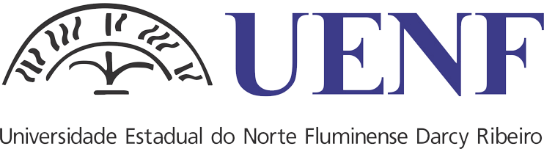 UENF
Universidade Estadual do Norte Fluminense Darcy Ribeiro